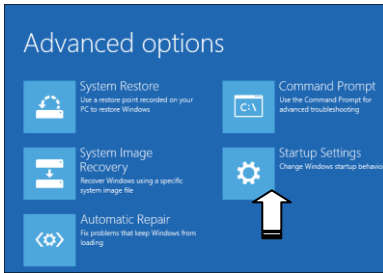 Advanced options
System Restore
Use a restore point recorded on your
PC to restore Windows
Command Prompt
Use the Command Prompt for
advanced troubleshooting
C:\
System Image
Recovery
Recover Windows using a specific
system image file
Startup Settings
Change Windows startup behavio
Automatic Repair
Fix problems that keep Windows from
loading